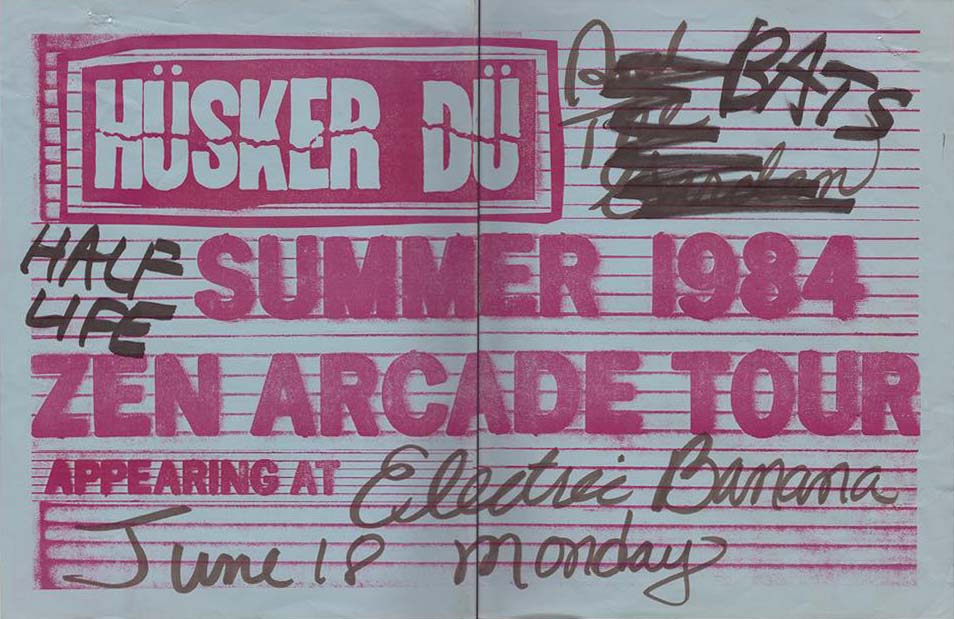 HÜSKER DÜ
BATS
HALF
LIFE
SUMMER 1984
ZEN ARCADE TOUR
APPEARING AT Electric Banana
June 18 Monday